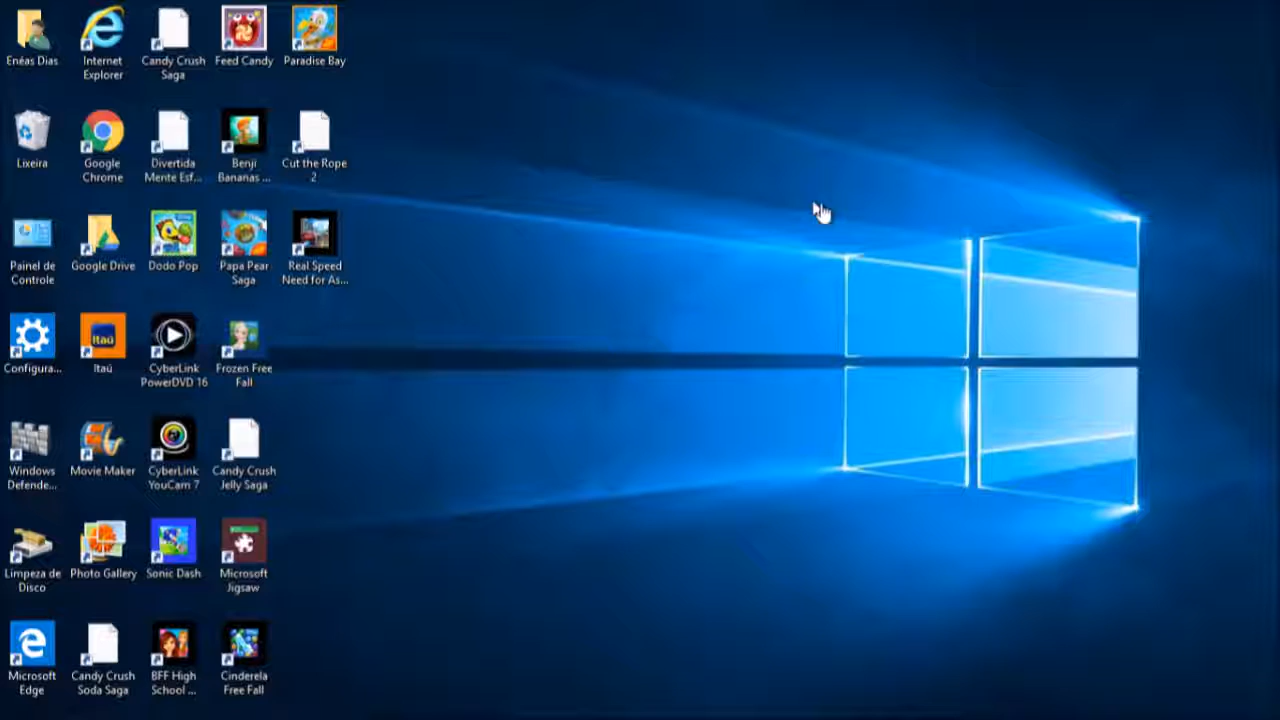 Enéas Dias
Internet
Explorer
Candy Crush
Saga
Feed Candy
Paradise Bay
Lixeira
Google
Chrome
Divertida
Mente Esf...
Benji
Bananas ...
Cut the Rope
2
Painel de
Controle
Google Drive
Dodo Pop
Papa Pear
Saga
Real Speed
Need for As...
Configura...
Itaú
Itaú
CyberLink
PowerDVD 16
Frozen Free
Fall
Windows
Defende...
Movie Maker
CyberLink
YouCam 7
Candy Crush
Jelly Saga
Limpeza de
Disco
Photo Gallery
Sonic Dash
Microsoft
Jigsaw
Microsoft
Edge
Candy Crush
Soda Saga
BFF High
School ...
Cinderela
Free Fall